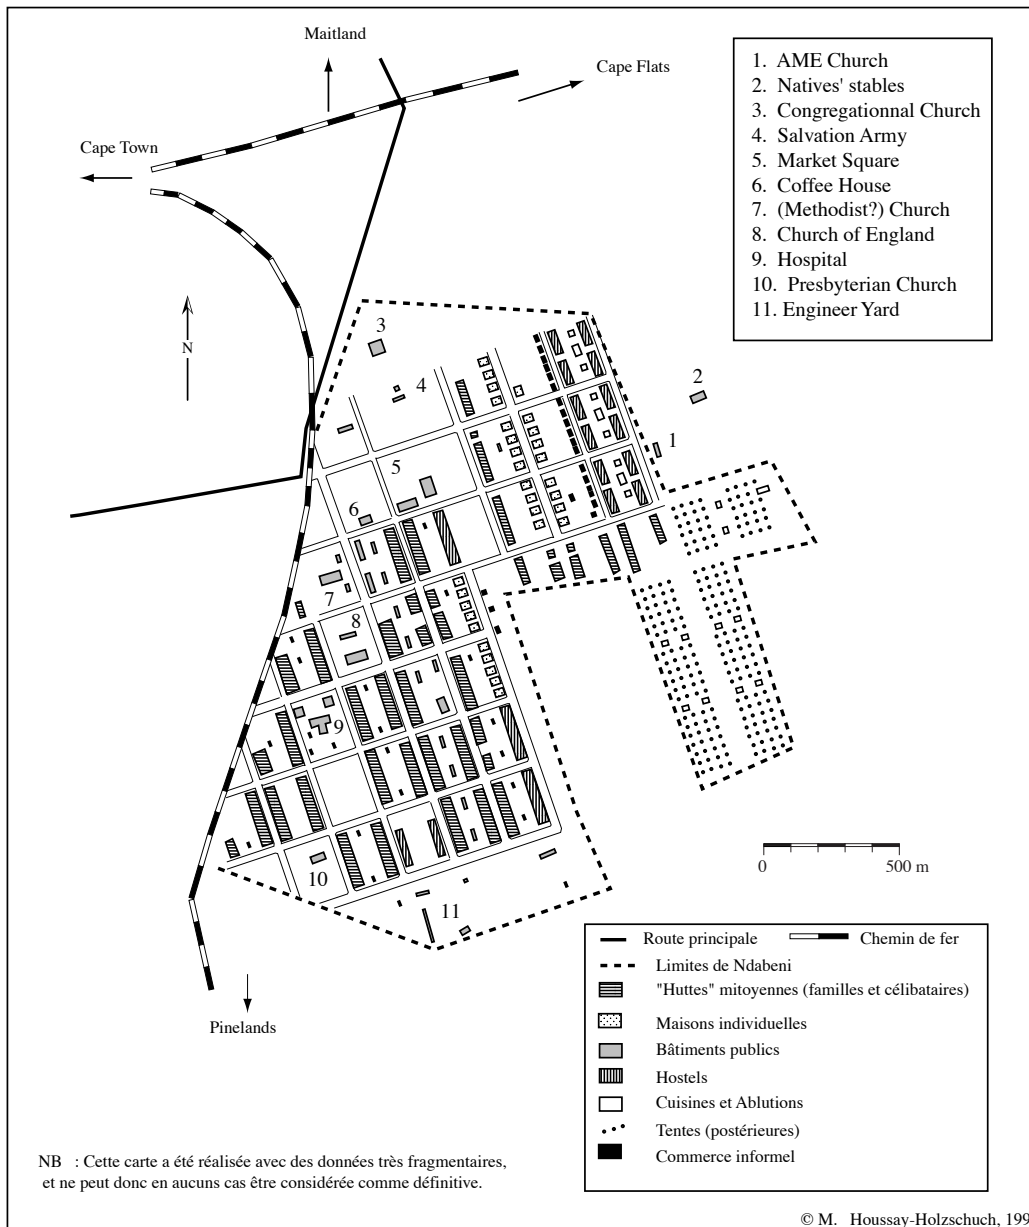 Maitland
Cape Flats
Cape Town
N
1. AME Church
2. Natives' stables
3. Congregationnal Church
4. Salvation Army
5. Market Square
6. Coffee House
7. (Methodist?) Church
8. Church of England
9. Hospital
10. Presbyterian Church
11. Engineer Yard
3
4
2
1
5
6
7
8
9
10
11
0 500 m
Pinelands
Route principale Chemin de fer
Limites de Ndabeni
"Huttes" mitoyennes (familles et célibataires)
Maisons individuelles
Bâtiments publics
Hostels
Cuisines et Ablutions
Tentes (postérieures)
Commerce informel
NB : Cette carte a été réalisée avec des données très fragmentaires,
et ne peut donc en aucuns cas être considérée comme définitive.
© M. Houssay-Holzschuch, 199